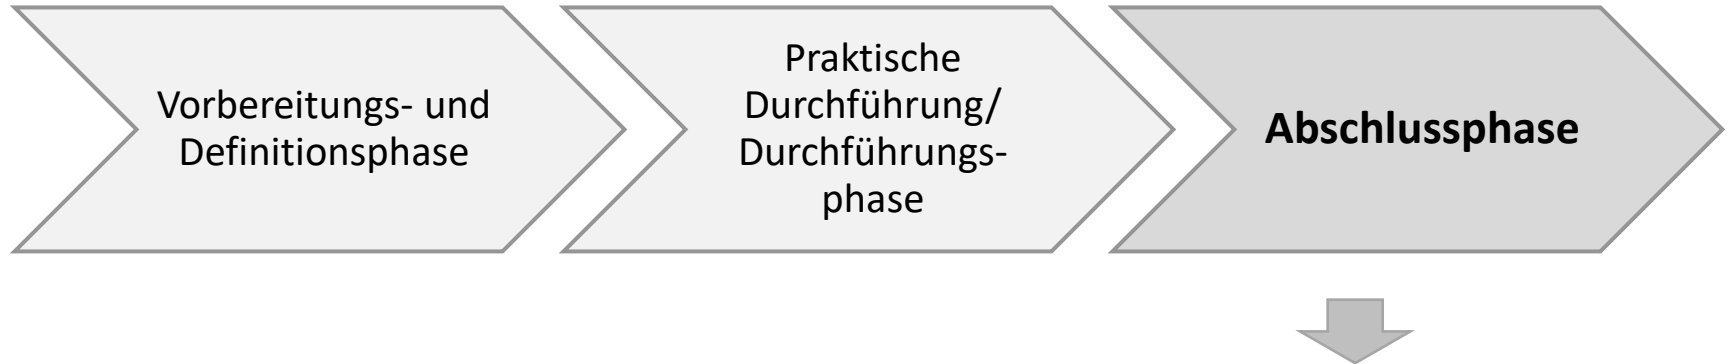 Vorbereitungs- und
Definitionsphase
Praktische
Durchführung/
Durchführungs-
phase
Abschlussphase